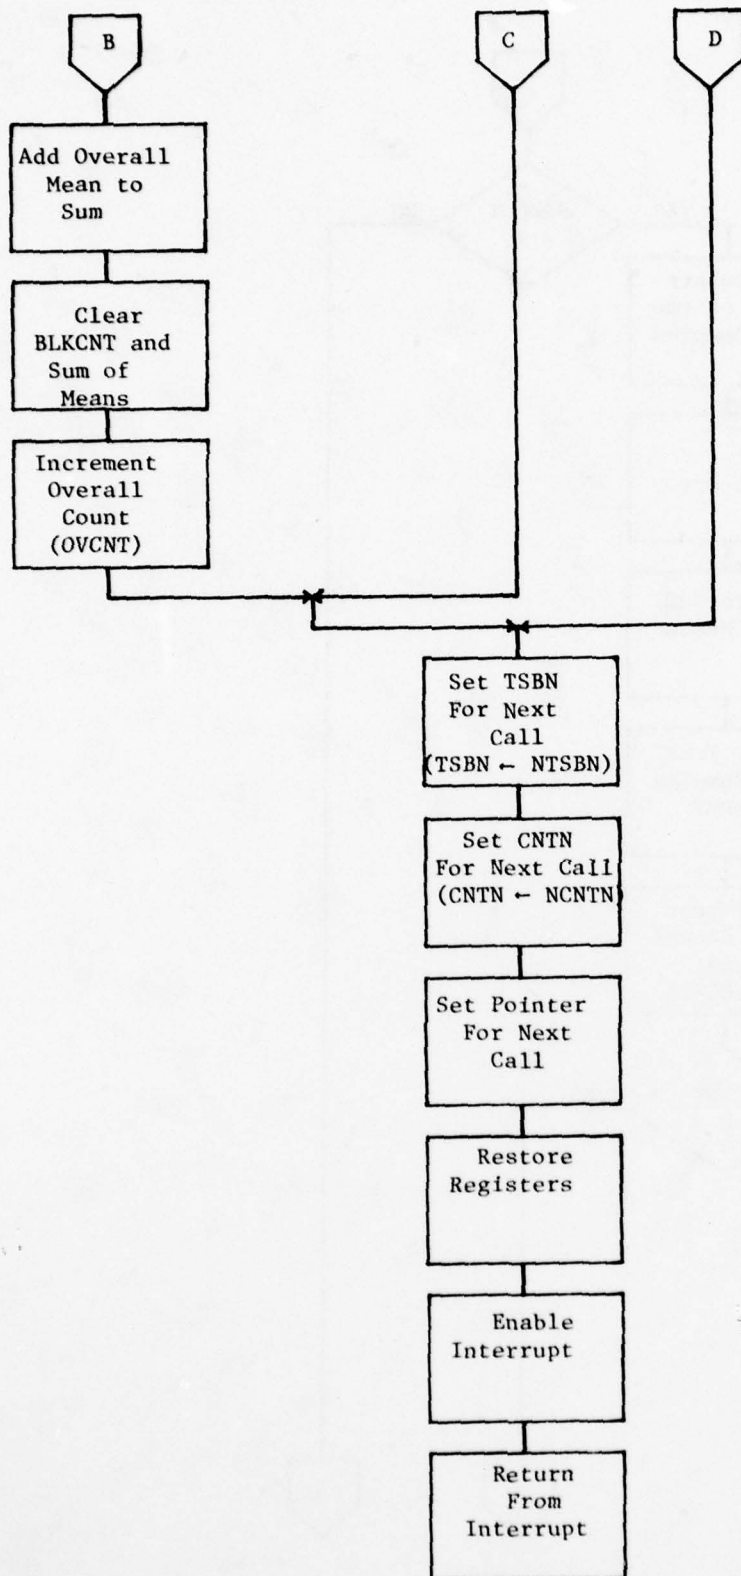 B
C
D
Add Overall
Mean to
Sum
Clear
BLKCNT and
Sum of
Means
Increment
Overall
Count
(OVCNT)
Set TSBN
For Next
Call
(TSBN ← NTSBN)
Set CNTN
For Next Call
(CNTN ← NCNTN)
Set Pointer
For Next
Call
Restore
Registers
Enable
Interrupt
Return
From
Interrupt